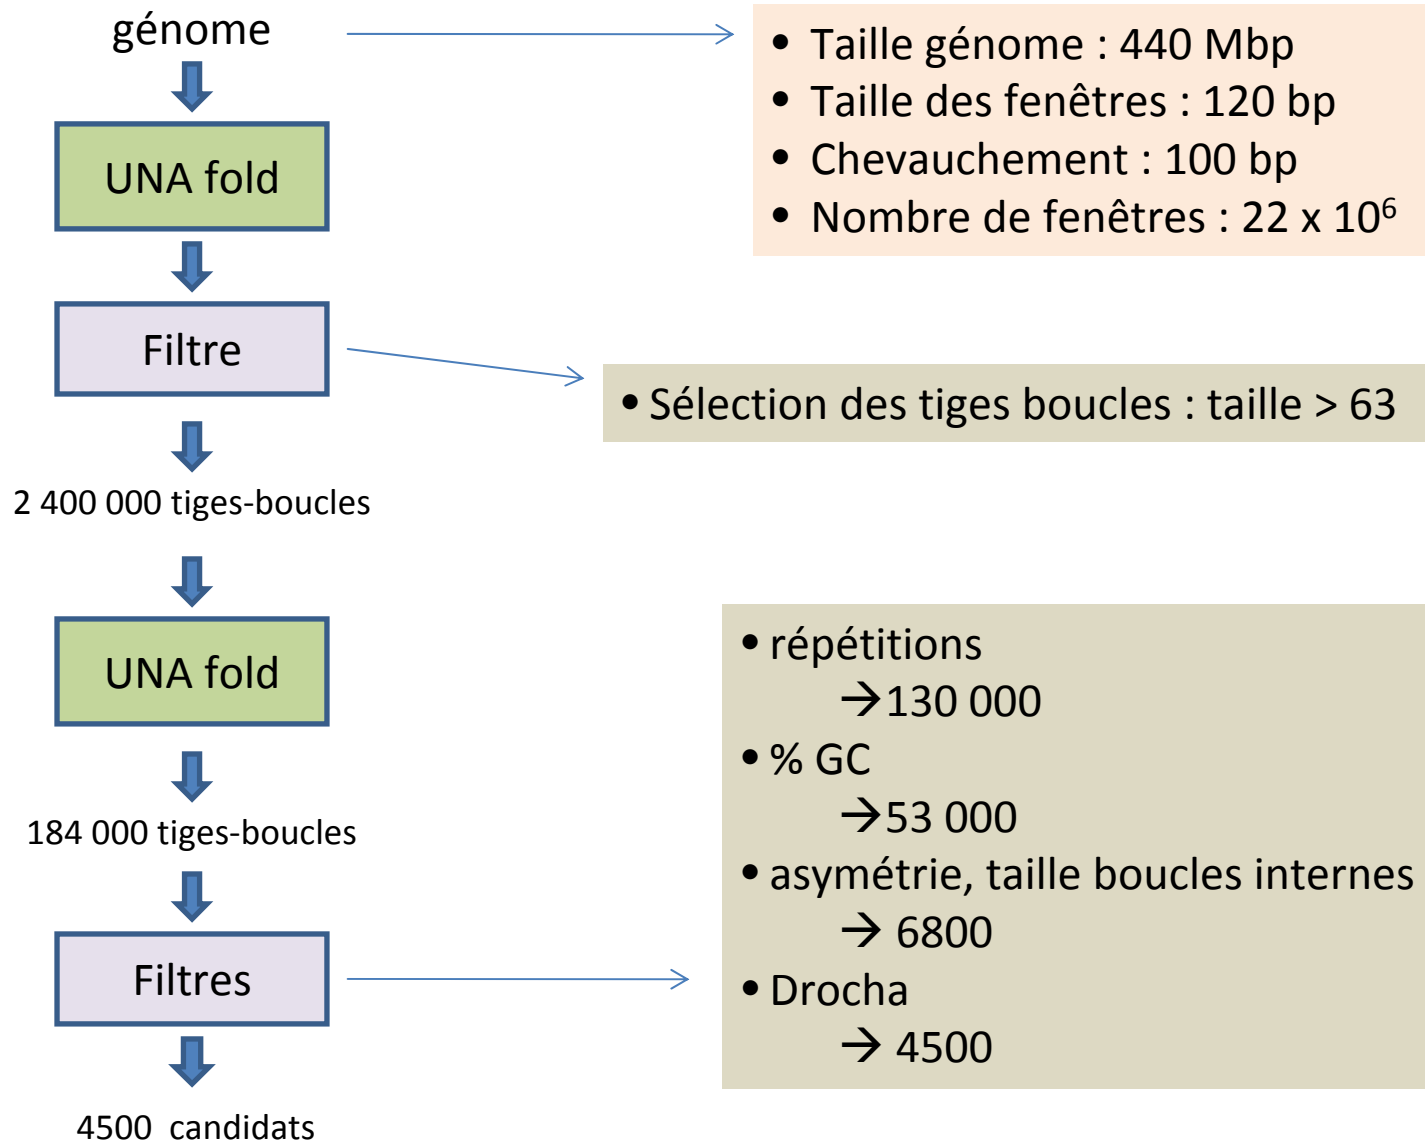 génome
UNA fold
Filtre
2 400 000 tiges-boucles
UNA fold
184 000 tiges-boucles
Filtres
4500 candidats
• Taille génome : 440 Mbp
• Taille des fenêtres : 120 bp
• Chevauchement : 100 bp
• Nombre de fenêtres : 22 x 10⁶
• Sélection des tiges boucles : taille > 63
• répétitions
→130 000
• % GC
→53 000
• asymétrie, taille boucles internes
→ 6800
• Drocha
→ 4500